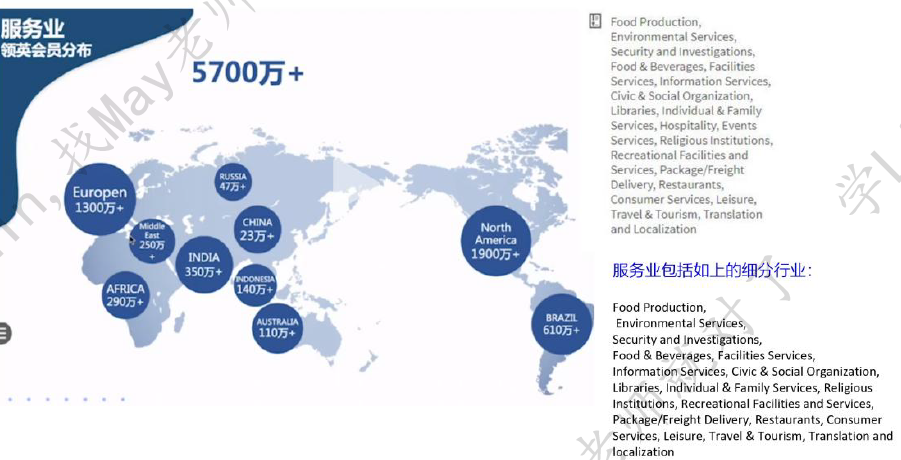 服务业
领英会员分布
5700万+
Europen
1300万+
RUSSIA
47万+
Middle
East
250万
+
CHINA
23万+
INDIA
350万+
INDONESIA
140万+
AFRICA
290万+
AUSTRALIA
110万+
North
America
1900万+
BRAZIL
610万+
Food Production,
Environmental Services,
Security and Investigations,
Food & Beverages, Facilities
Services, Information Services,
Civic & Social Organization,
Libraries, Individual & Family
Services, Hospitality, Events
Services, Religious Institutions,
Recreational Facilities and
Services, Package/Freight
Delivery, Restaurants,
Consumer Services, Leisure,
Travel & Tourism, Translation
and Localization
服务业包括如上的细分行业：
Food Production,
Environmental Services,
Security and Investigations,
Food & Beverages, Facilities Services,
Information Services, Civic & Social Organization,
Libraries, Individual & Family Services, Religious
Institutions, Recreational Facilities and Services,
Package/Freight Delivery, Restaurants, Consumer
Services, Leisure, Travel & Tourism, Translation and
localization
找May老师
老师就对了
学